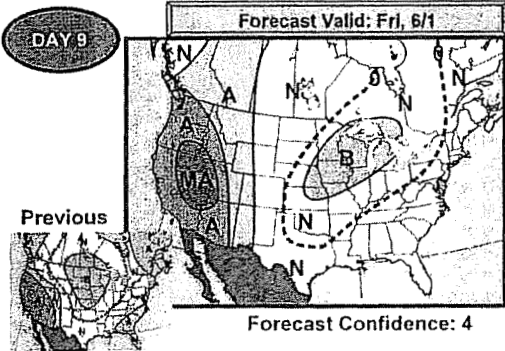 Forecast Valid: Fri, 6/1
DAY 9
N
A
N
N
N
A
B
MA
A
N
N
Previous
Forecast Confidence: 4